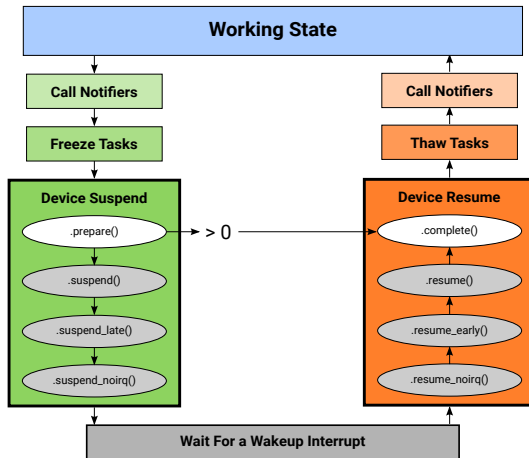 Working State
Call Notifiers
Freeze Tasks
Device Suspend
.prepare()
.suspend()
.suspend_late()
.suspend_noirq()
> 0
Call Notifiers
Thaw Tasks
Device Resume
.complete()
.resume()
.resume_early()
.resume_noirq()
Wait For a Wakeup Interrupt